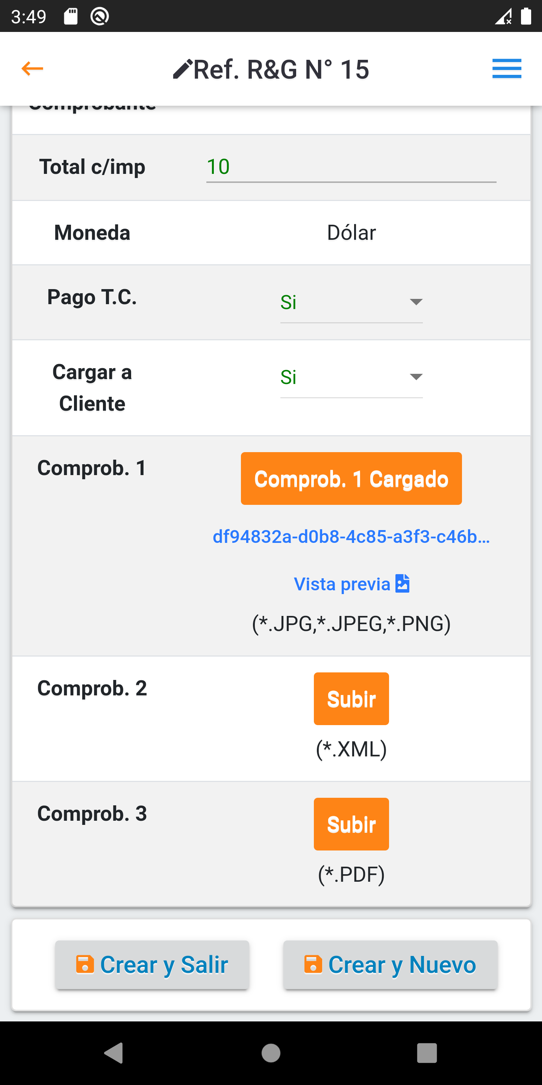 3:49
Ref. R&G N° 15
Comprobante
Total c/imp
10
Moneda
Dólar
Pago T.C.
Si
Cargar a
Cliente
Si
Comprob. 1
Comprob. 1 Cargado
df94832a-d0b8-4c85-a3f3-c46b...
Vista previa
(*.JPG,*.JPEG,*.PNG)
Comprob. 2
Subir
(*.XML)
Comprob. 3
Subir
(*.PDF)
Crear y Salir
Crear y Nuevo